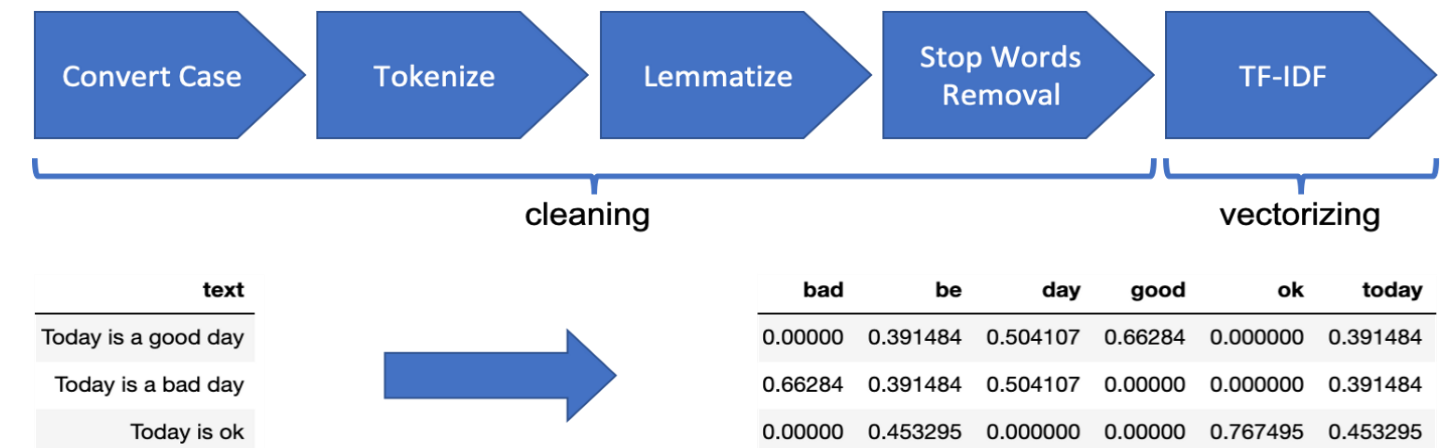 Convert Case
Tokenize
Lemmatize
Stop Words
Removal
TF-IDF
cleaning
vectorizing
text
Today is a good day
Today is a bad day
Today is ok
bad be day good ok today
0.00000 0.391484 0.504107 0.66284 0.000000 0.391484
0.66284 0.391484 0.504107 0.00000 0.000000 0.391484
0.00000 0.453295 0.000000 0.00000 0.767495 0.453295